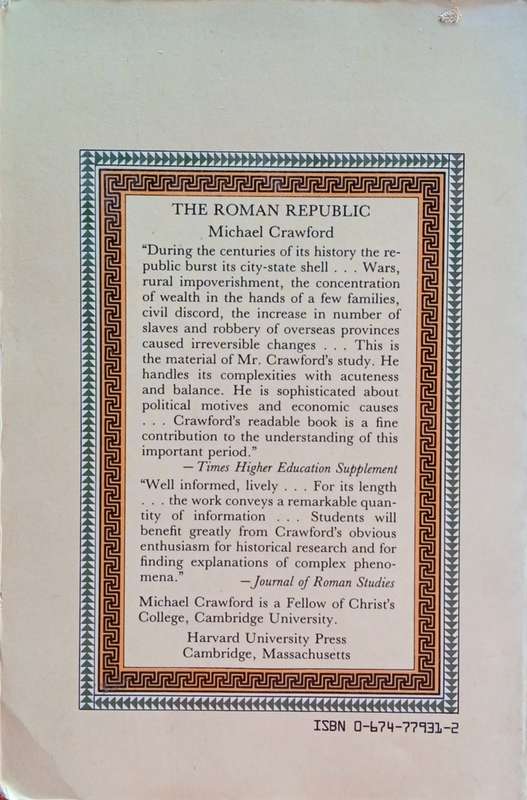 THE ROMAN REPUBLIC
Michael Crawford
“During the centuries of its history the re-
public burst its city-state shell . . . Wars,
rural impoverishment, the concentration
of wealth in the hands of a few families,
civil discord, the increase in number of
slaves and robbery of overseas provinces
caused irreversible changes . . . This is
the material of Mr. Crawford’s study. He
handles its complexities with acuteness
and balance. He is sophisticated about
political motives and economic causes
. . . Crawford’s readable book is a fine
contribution to the understanding of this
important period.”
— Times Higher Education Supplement
“Well informed, lively . . . For its length
. . . the work conveys a remarkable quan-
tity of information . . . Students will
benefit greatly from Crawford’s obvious
enthusiasm for historical research and for
finding explanations of complex pheno-
mena.”
—Journal of Roman Studies
Michael Crawford is a Fellow of Christ’s
College, Cambridge University.
Harvard University Press
Cambridge, Massachusetts
ISBN 0-674-77931-2